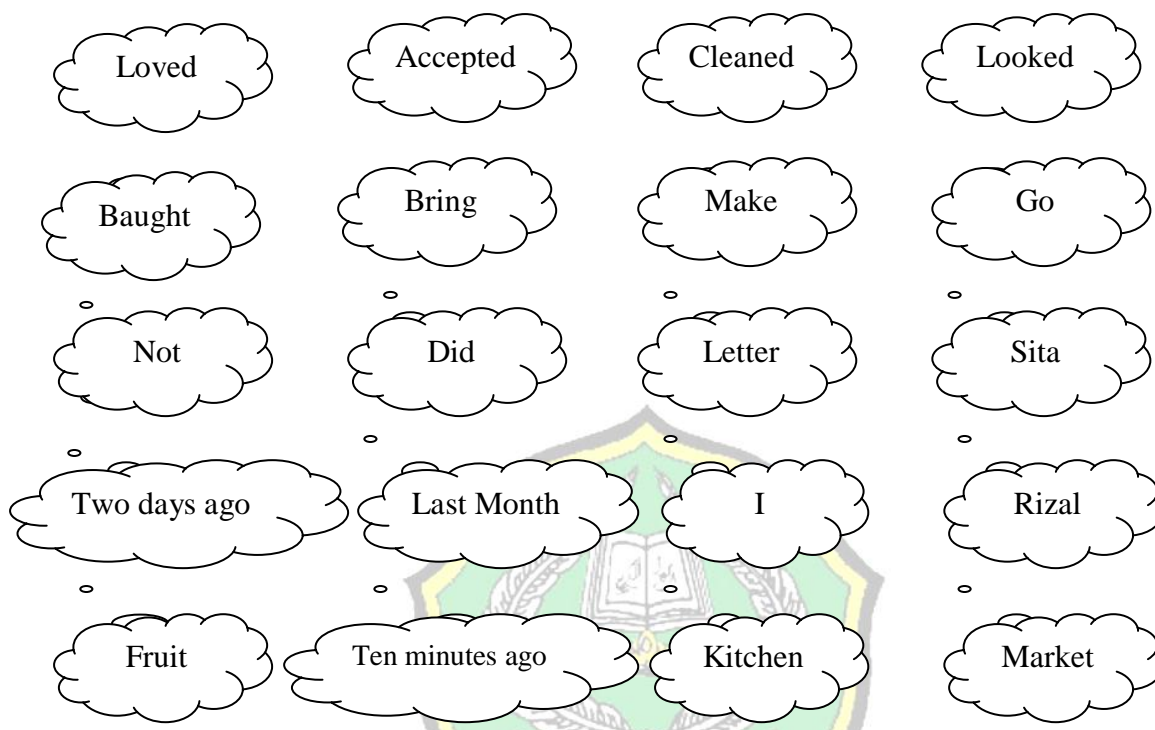 Loved Accepted Cleaned Looked
Baught Bring Make Go
Not Did Letter Sita
Two days ago Last Month I Rizal
Fruit Ten minutes ago Kitchen Market